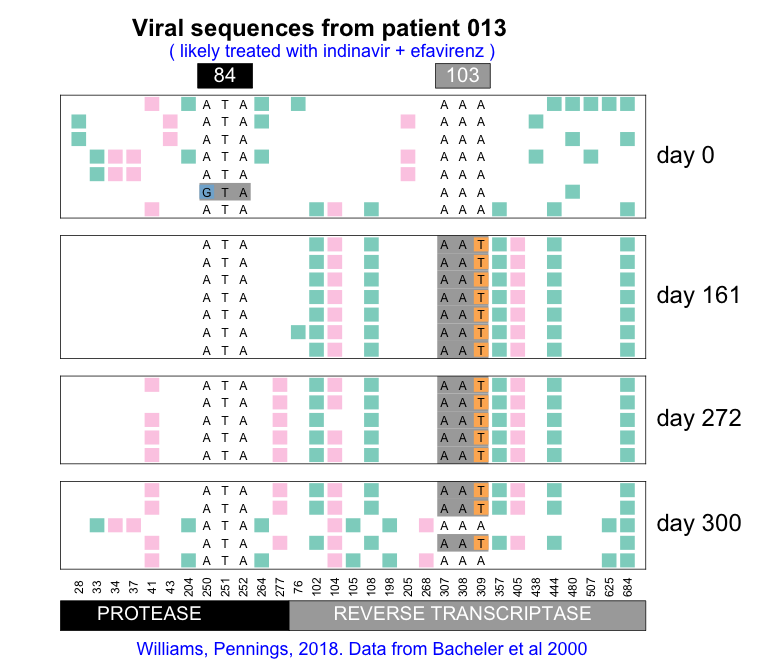 Viral sequences from patient 013
( likely treated with indinavir + efavirenz )
84 103
A T A A A A
A T A A A A
A T A A A A
A T A A A A
A T A A A A
G T A A A A
A T A A A A
day 0
A T A A A T
A T A A A T
A T A A A T
A T A A A T
A T A A A T
A T A A A T
A T A A A T
day 161
A T A A A T
A T A A A T
A T A A A T
A T A A A T
A T A A A T
day 272
A T A A A T
A T A A A T
A T A A A A
A T A A A T
A T A A A A
day 300
28 33 34 37 41 43 204 250 251 252 264 277 76 102 104 105 108 198 205 268 307 308 309 357 405 438 444 480 507 625 684
PROTEASE REVERSE TRANSCRIPTASE
Williams, Pennings, 2018. Data from Bacheler et al 2000